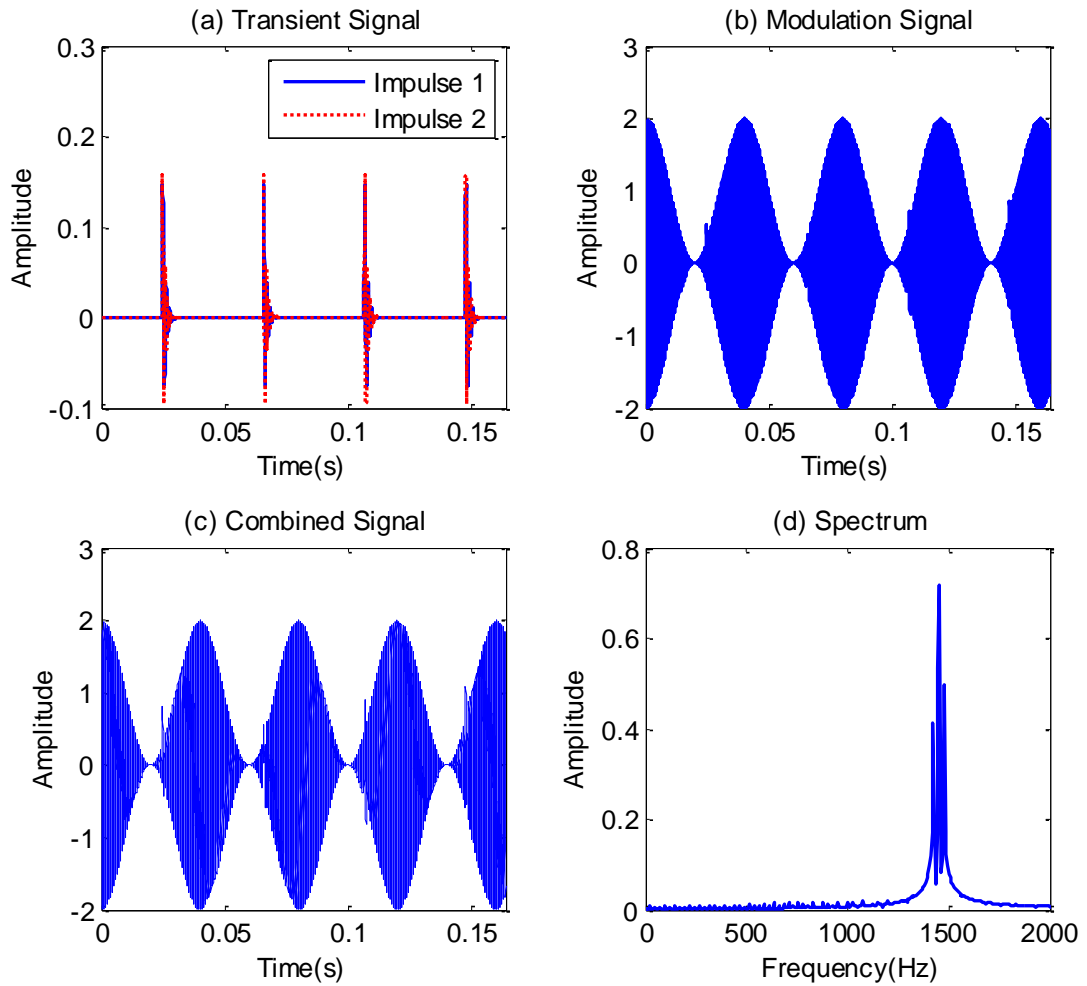 (a) Transient Signal
0.3
0.2
0.1
0
-0.1
Amplitude
Impulse 1
Impulse 2
0 0.05 0.1 0.15
Time(s)
(b) Modulation Signal
3
2
1
0
-1
-2
Amplitude
0 0.05 0.1 0.15
Time(s)
(c) Combined Signal
3
2
1
0
-1
-2
Amplitude
0 0.05 0.1 0.15
Time(s)
(d) Spectrum
0.8
0.6
0.4
0.2
0
Amplitude
0 500 1000 1500 2000
Frequency(Hz)